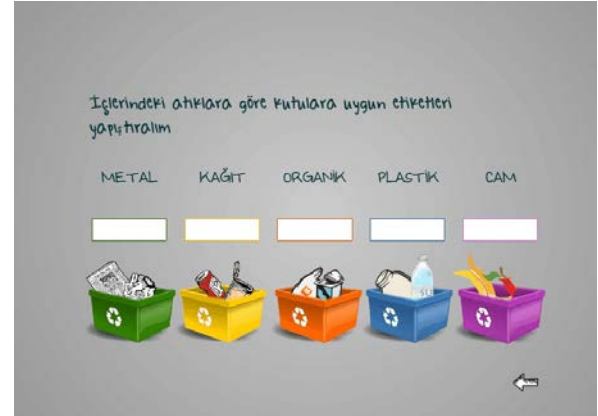 İçlerindeki atıklara göre kutulara uygun etiketleri
yapıştıralım
METAL KAĞIT ORGANİK PLASTİK CAM